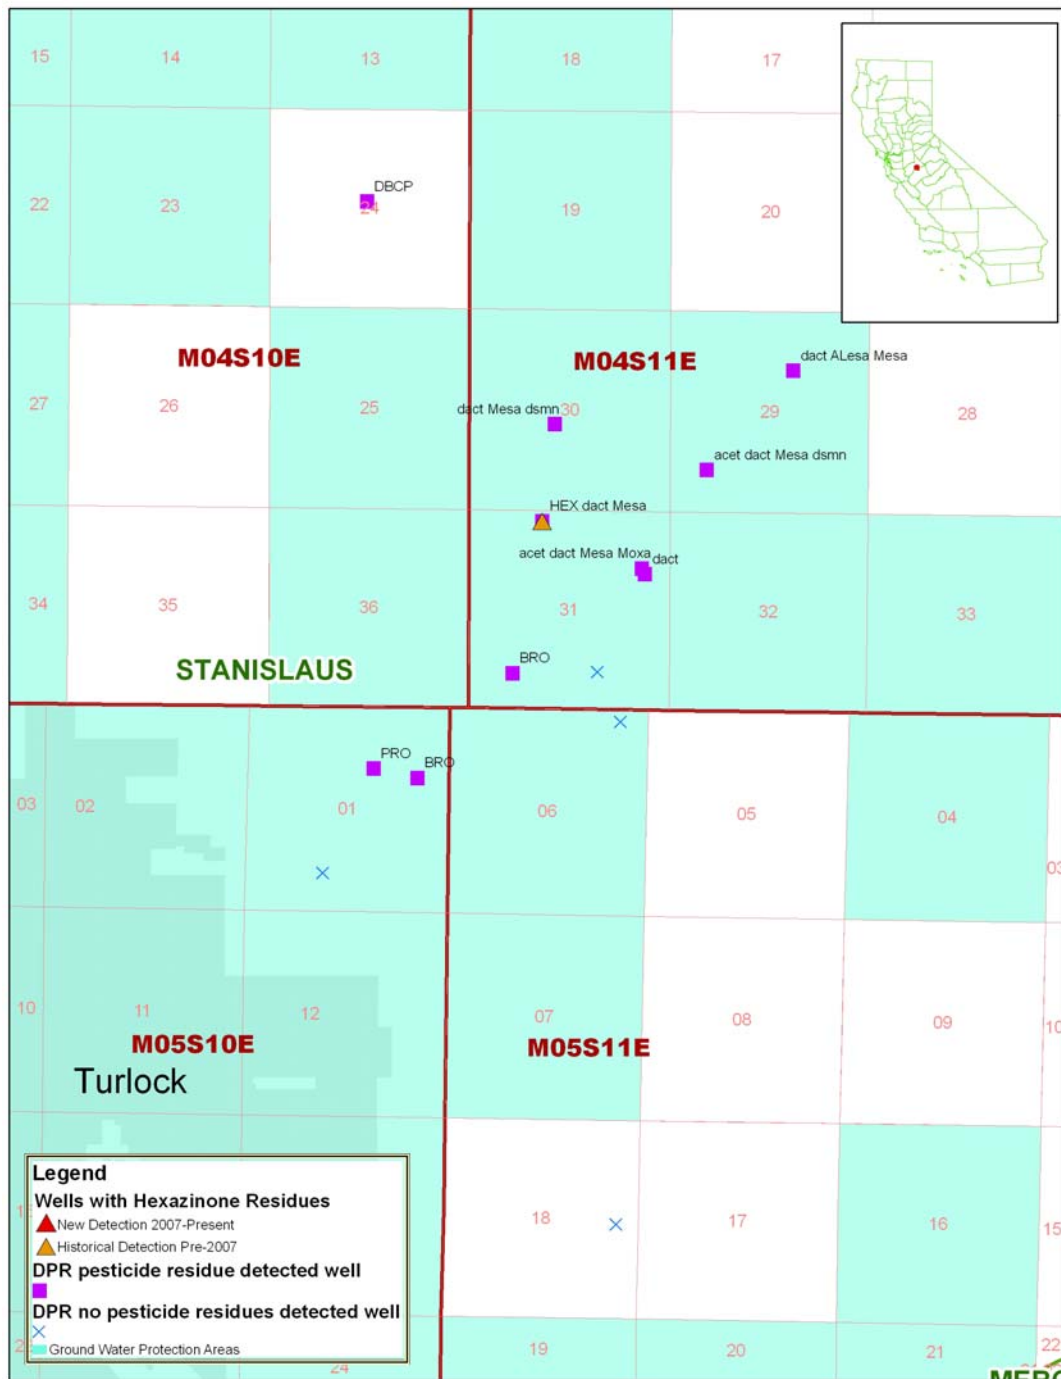 15 14 13 18 17
DBCP
22 23 24 19 20
M04S10E M04S11E
dact ALesa Mesa
27 26 25 30 29 28
dact Mesa dsmn
acet dact Mesa dsmn
HEX dact Mesa
acet dact Mesa Moxa dact
34 35 36 31 32 33
STANISLAUS
BRO
PRO BRO
03 02 01 06 05 04
03
10 11 12 07 08 09 10
M05S10E M05S11E
Turlock
18 17 16 15
19 20 21 22
24
Legend
Wells with Hexazinone Residues
New Detection 2007-Present
Historical Detection Pre-2007
DPR pesticide residue detected well
DPR no pesticide residues detected well
Ground Water Protection Areas